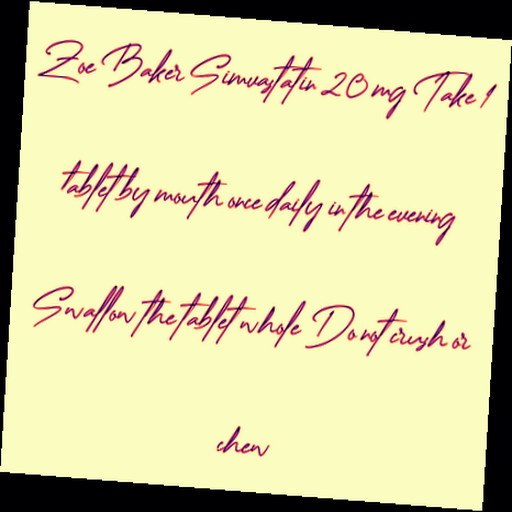 Zoe Baker Simvastatin 20 mg Take 1
tablet by mouth once daily in the evening
Swallow the tablet whole Do not crush or
chew